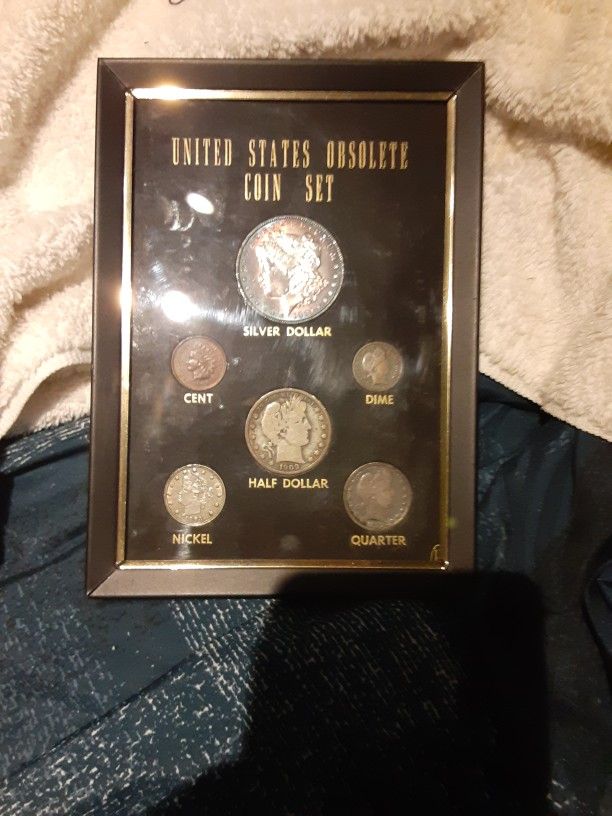 UNITED STATES OBSOLETE
COIN SET
SILVER DOLLAR
CENT
DIME
HALF DOLLAR
NICKEL
QUARTER